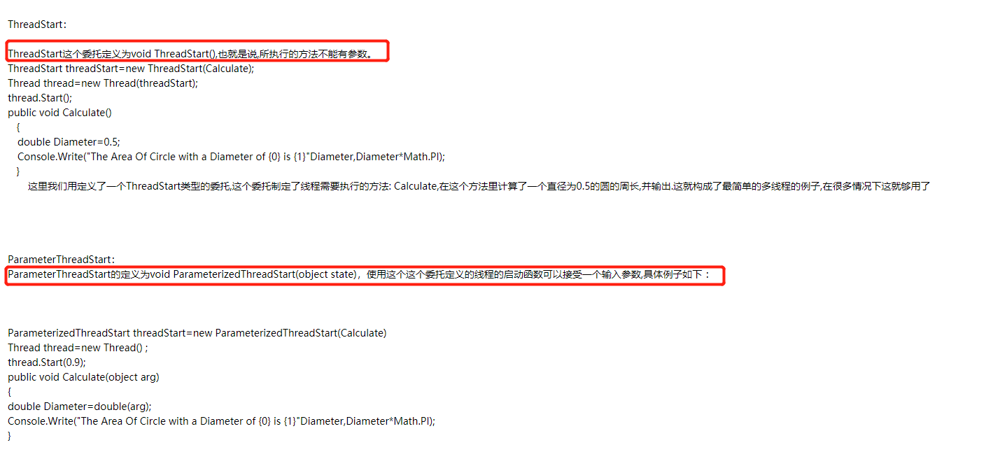 ThreadStart：
ThreadStart这个委托定义为void ThreadStart(),也就是说,所执行的方法不能有参数。
ThreadStart threadStart=new ThreadStart(Calculate);
Thread thread=new Thread(threadStart);
thread.Start();
public void Calculate()
{
double Diameter=0.5;
Console.Write("The Area Of Circle with a Diameter of {0} is {1}"Diameter,Diameter*Math.PI);
}
这里我们用定义了一个ThreadStart类型的委托,这个委托制定了线程需要执行的方法: Calculate,在这个方法里计算了一个直径为0.5的圆的周长,并输出.这就构成了最简单的多线程的例子,在很多情况下这就够用了
ParameterThreadStart：
ParameterThreadStart的定义为void ParameterizedThreadStart(object state)，使用这个这个委托定义的线程的启动函数可以接受一个输入参数,具体例子如下：
ParameterizedThreadStart threadStart=new ParameterizedThreadStart(Calculate)
Thread thread=new Thread() ;
thread.Start(0.9);
public void Calculate(object arg)
{
double Diameter=double(arg);
Console.Write("The Area Of Circle with a Diameter of {0} is {1}"Diameter,Diameter*Math.PI);
}